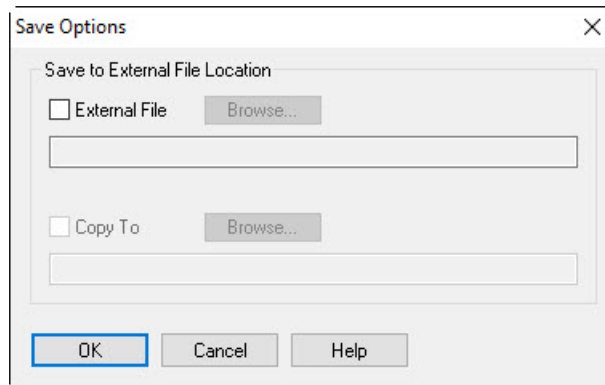 Save Options
Save to External File Location
External File Browse...
Copy To Browse...
OK Cancel Help